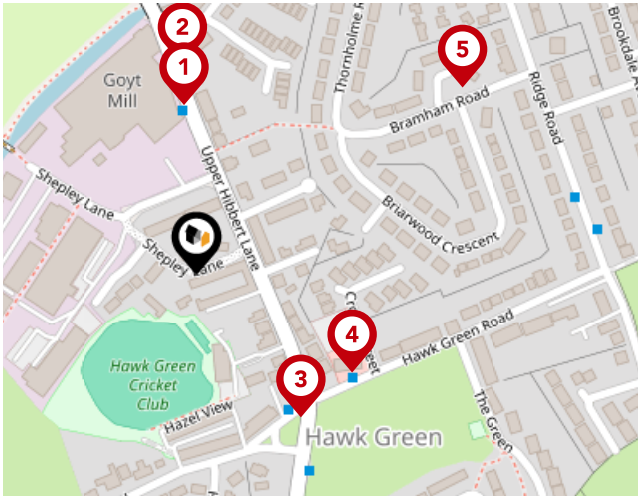 2
1
5
Goyt
Mill
Thornholme R
Brookdale A
Ridge Road
Bramham Road
Upper Hibbert Lane
Shepley Lane
Briarwood Crescent
Shepley Lane
4
Hawk Green Road
Hawk Green
Cricket
Club
3
Hazel View
The Green
Hawk Green